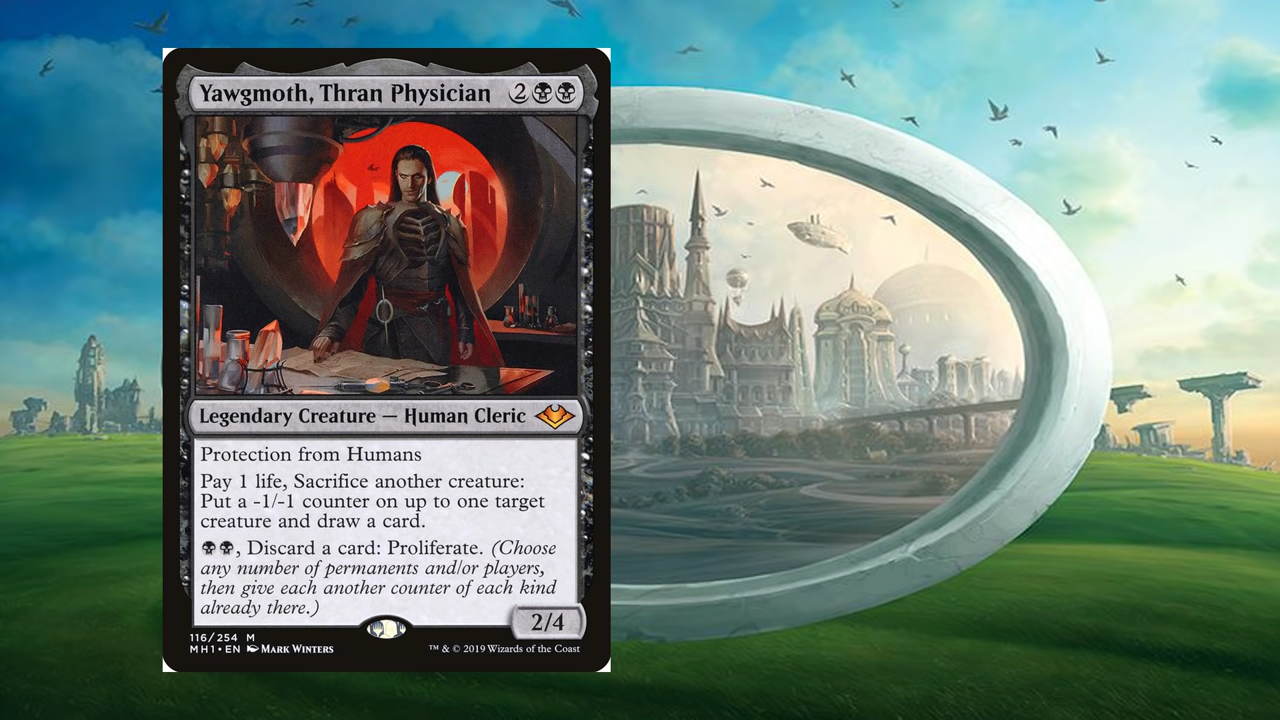 Yawgmoth, Thran Physician 2
Legendary Creature — Human Cleric
Protection from Humans
Pay 1 life, Sacrifice another creature:
Put a -1/-1 counter on up to one target
creature and draw a card.
, Discard a card: Proliferate. (Choose
any number of permanents and/or players,
then give each another counter of each kind
already there.)
2/4
116/254 M
MH1 • EN Mark Winters
™ & © 2019 Wizards of the Coast